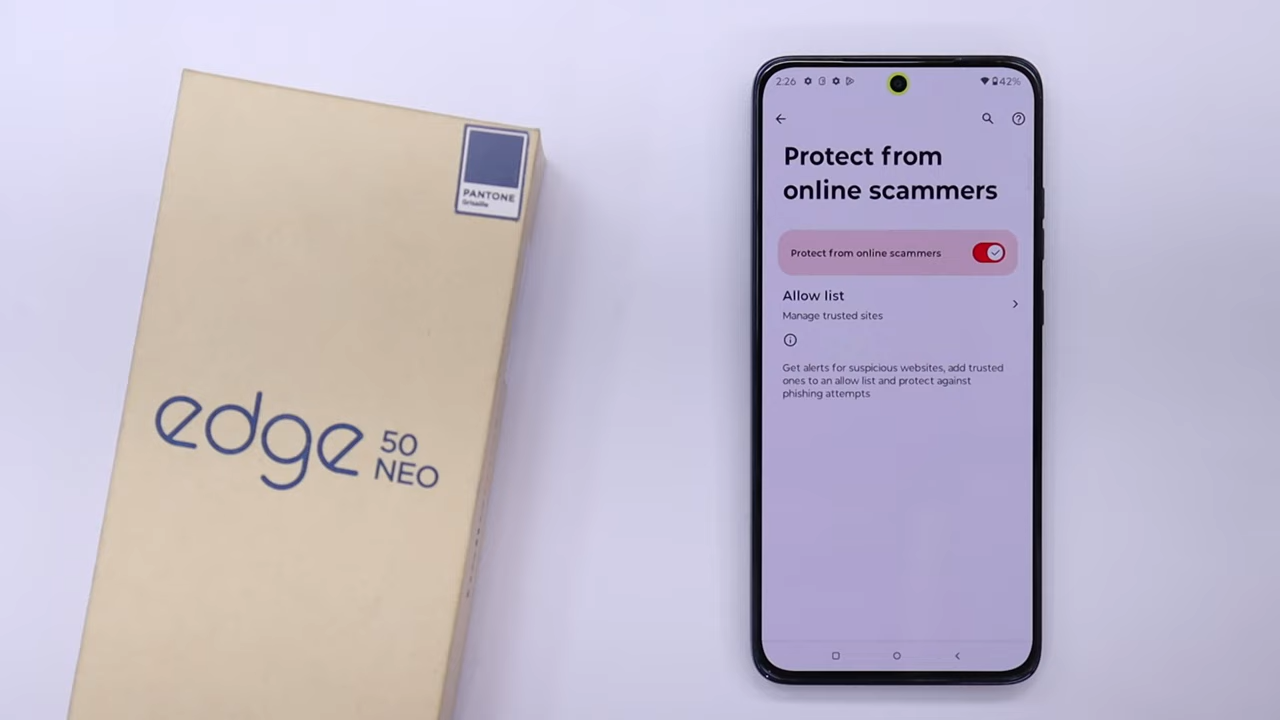 PANTONE
Grisaille
edge 50
NEO
2:26
42%
Protect from
online scammers
Protect from online scammers
Allow list
Manage trusted sites
Get alerts for suspicious websites, add trusted
ones to an allow list and protect against
phishing attempts